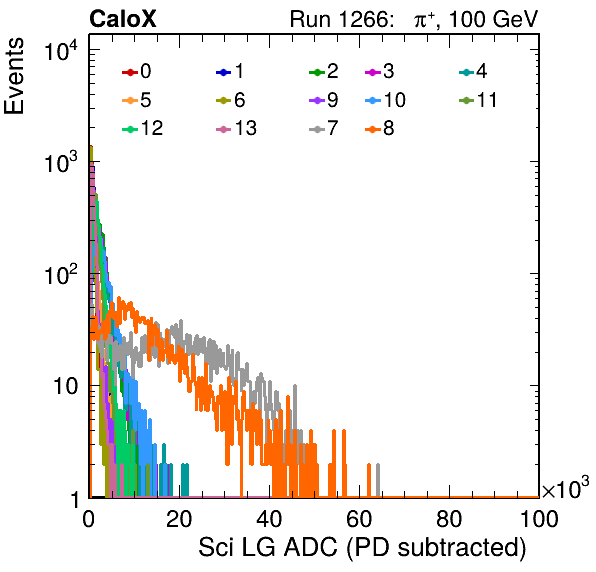 CaloX Run 1266: π⁺, 100 GeV
Events
10⁴
10³
10²
10
1
0 1 2 3 4
5 6 9 10 11
12 13 7 8
0 20 40 60 80 100
×10³
Sci LG ADC (PD subtracted)